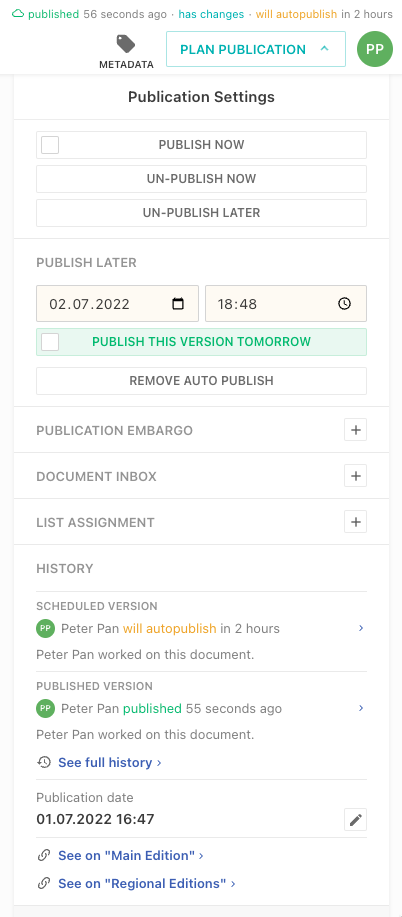 published 56 seconds ago · has changes · will autopublish in 2 hours
METADATA
PLAN PUBLICATION
PP
Publication Settings
PUBLISH NOW
UN-PUBLISH NOW
UN-PUBLISH LATER
PUBLISH LATER
02.07.2022 18:48
PUBLISH THIS VERSION TOMORROW
REMOVE AUTO PUBLISH
PUBLICATION EMBARGO +
DOCUMENT INBOX +
LIST ASSIGNMENT +
HISTORY
SCHEDULED VERSION
PP Peter Pan will autopublish in 2 hours ›
Peter Pan worked on this document.
PUBLISHED VERSION
PP Peter Pan published 55 seconds ago ›
Peter Pan worked on this document.
See full history ›
Publication date
01.07.2022 16:47
See on "Main Edition" ›
See on "Regional Editions" ›